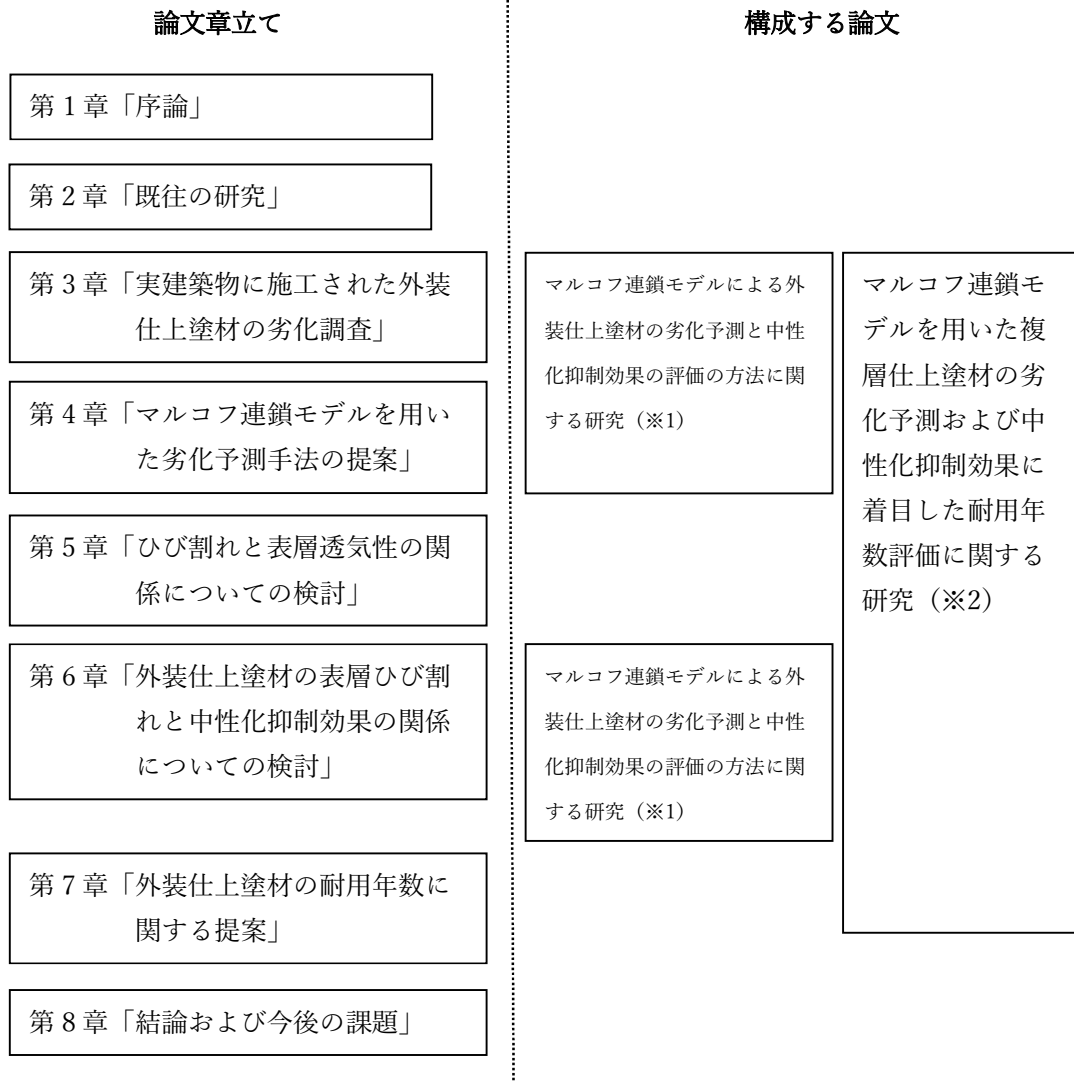 論文章立て
構成する論文
第1章「序論」
第2章「既往の研究」
第3章「実建築物に施工された外装
仕上塗材の劣化調査」
第4章「マルコフ連鎖モデルを用い
た劣化予測手法の提案」
第5章「ひび割れと表層透気性の関
係についての検討」
第6章「外装仕上塗材の表層ひび割
れと中性化抑制効果の関係
についての検討」
第7章「外装仕上塗材の耐用年数に
関する提案」
第8章「結論および今後の課題」
マルコフ連鎖モデルによる外
装仕上塗材の劣化予測と中性
化抑制効果の評価の方法に関
する研究（※1）
マルコフ連鎖モデルによる外
装仕上塗材の劣化予測と中性
化抑制効果の評価の方法に関
する研究（※1）
マルコフ連鎖モ
デルを用いた複
層仕上塗材の劣
化予測および中
性化抑制効果に
着目した耐用年
数評価に関する
研究（※2）